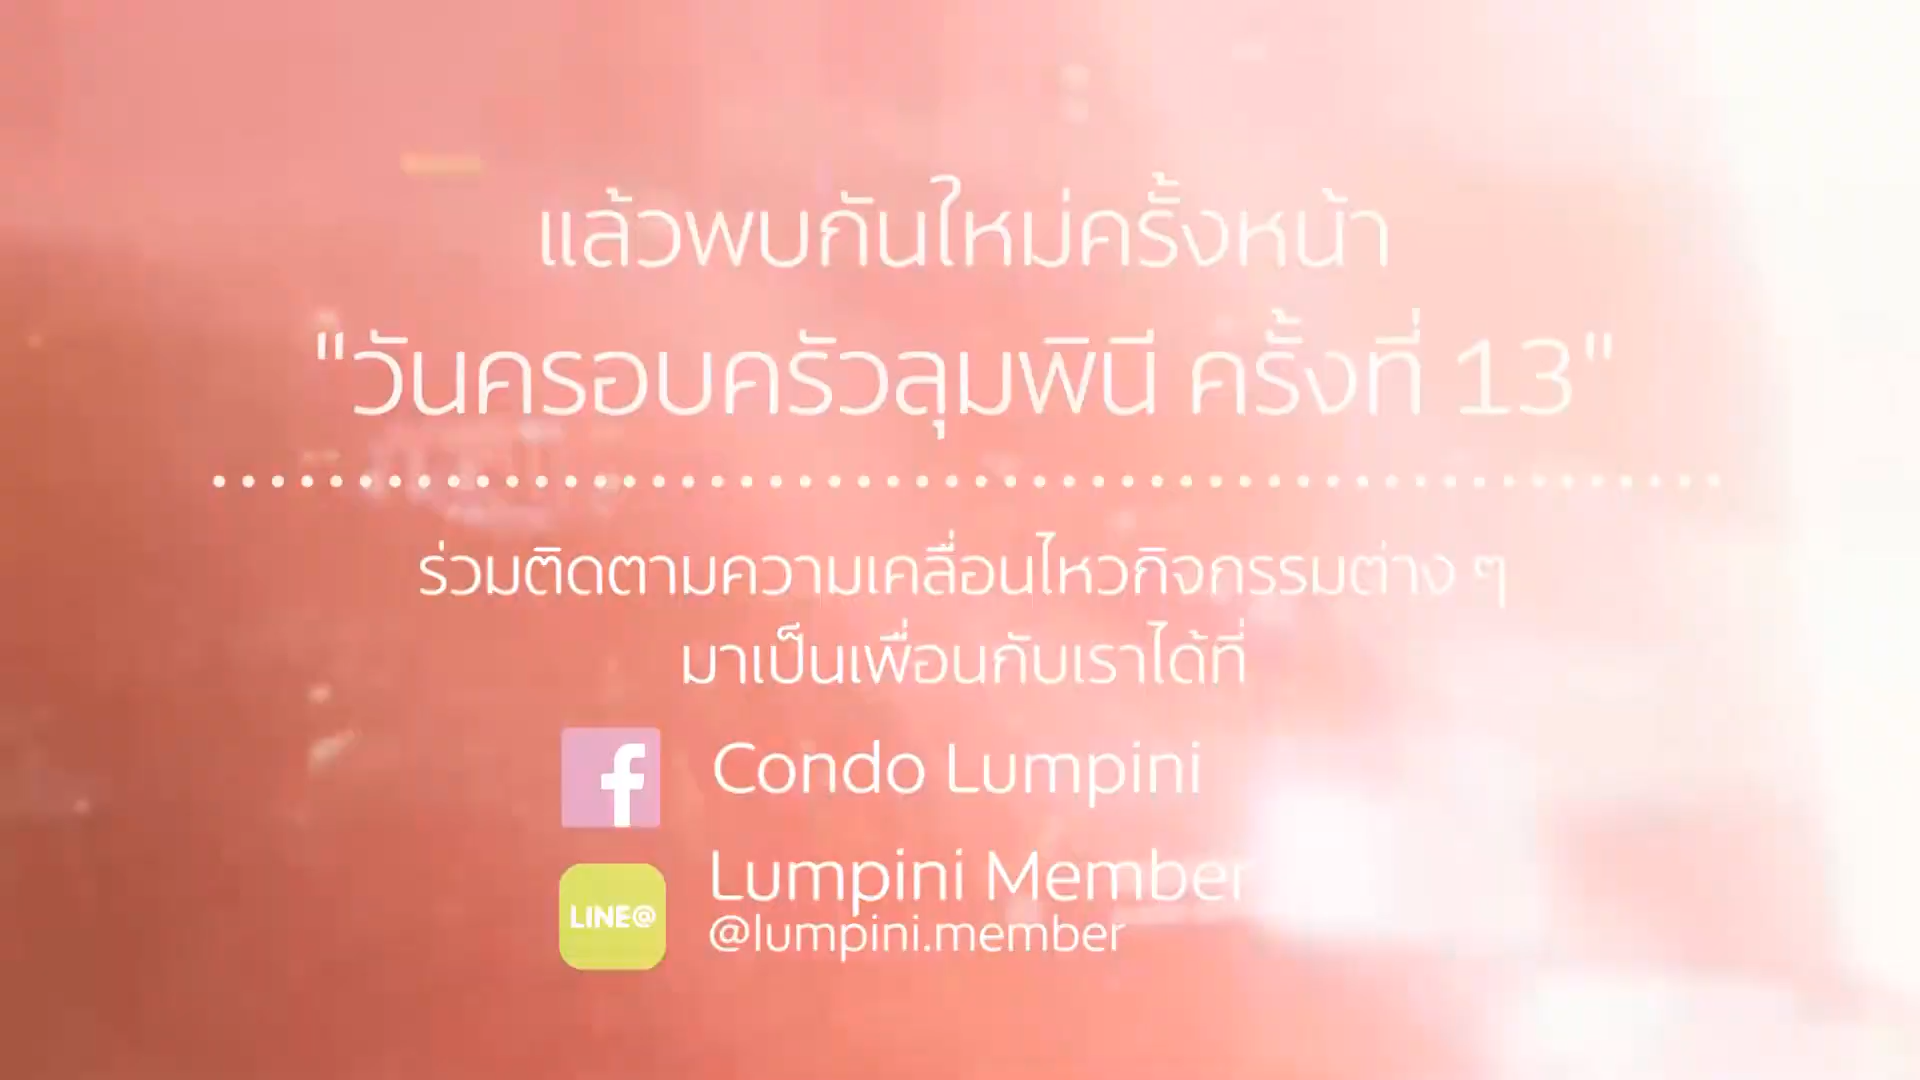 แล้วพบกันใหม่ครั้งหน้า
"วันครอบครัวลุมพินี ครั้งที่ 13"
ร่วมติดตามความเคลื่อนไหวกิจกรรมต่าง ๆ
มาเป็นเพื่อนกับเราได้ที่
f Condo Lumpini
LINE@ Lumpini Member
@lumpini.member